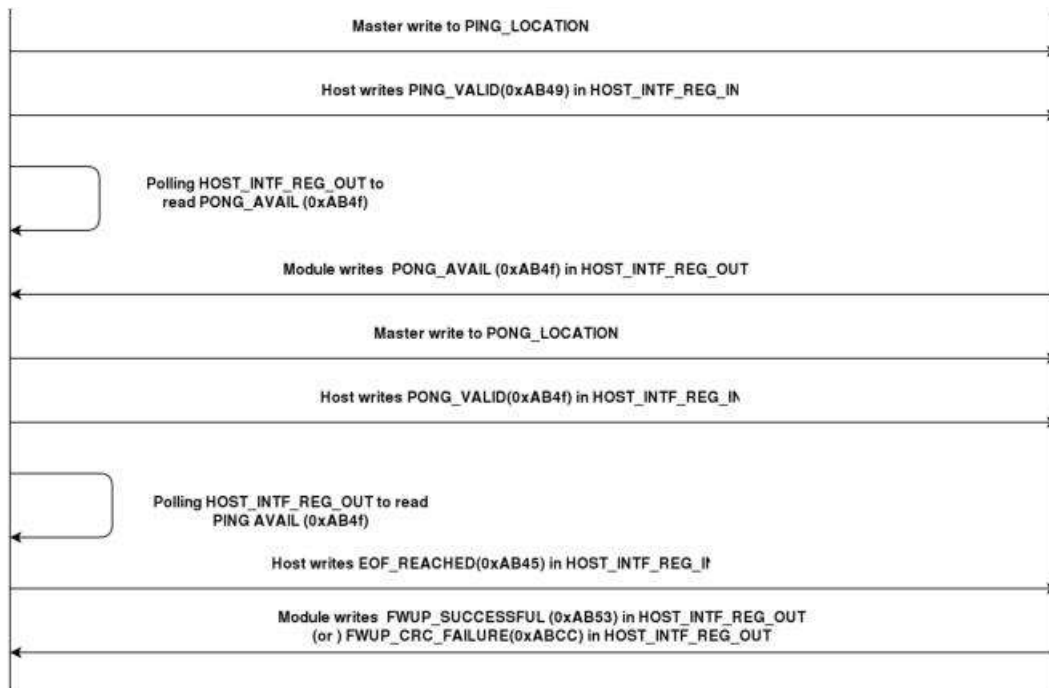 Master write to PING_LOCATION
Host writes PING_VALID(0xAB49) in HOST_INTF_REG_IN
Polling HOST_INTF_REG_OUT to
read PONG_AVAIL (0xAB4f)
Module writes PONG_AVAIL (0xAB4f) in HOST_INTF_REG_OUT
Master write to PONG_LOCATION
Host writes PONG_VALID(0xAB4f) in HOST_INTF_REG_IN
Polling HOST_INTF_REG_OUT to read
PING AVAIL (0xAB4f)
Host writes EOF_REACHED(0xAB45) in HOST_INTF_REG_IN
Module writes FWUP_SUCCESSFUL (0xAB53) in HOST_INTF_REG_OUT
(or ) FWUP_CRC_FAILURE(0xABCC) in HOST_INTF_REG_OUT